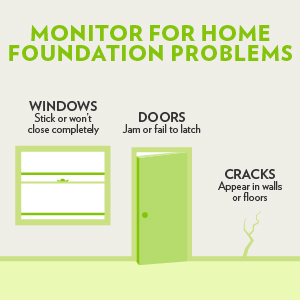 MONITOR FOR HOME
FOUNDATION PROBLEMS
WINDOWS
Stick or won't
close completely
DOORS
Jam or fail to latch
CRACKS
Appear in walls
or floors